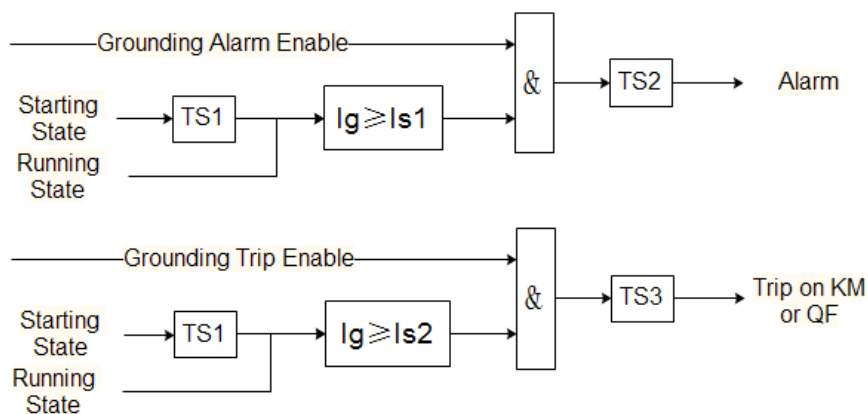 Grounding Alarm Enable
&
TS2
Alarm
Starting
State
TS1
Ig≥Is1
Running
State
Grounding Trip Enable
&
TS3
Trip on KM
or QF
Starting
State
TS1
Ig≥Is2
Running
State